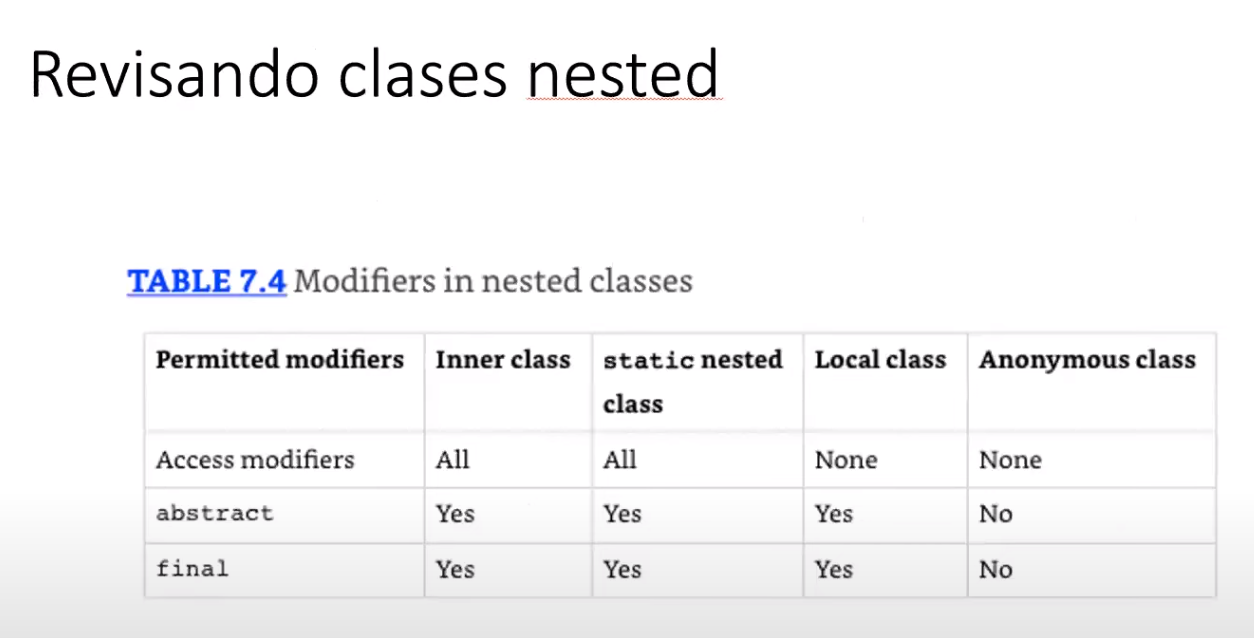 Revisando clases nested
TABLE 7.4 Modifiers in nested classes
Permitted modifiers Inner class static nested class Local class Anonymous class
Access modifiers All All None None
abstract Yes Yes Yes No
final Yes Yes Yes No